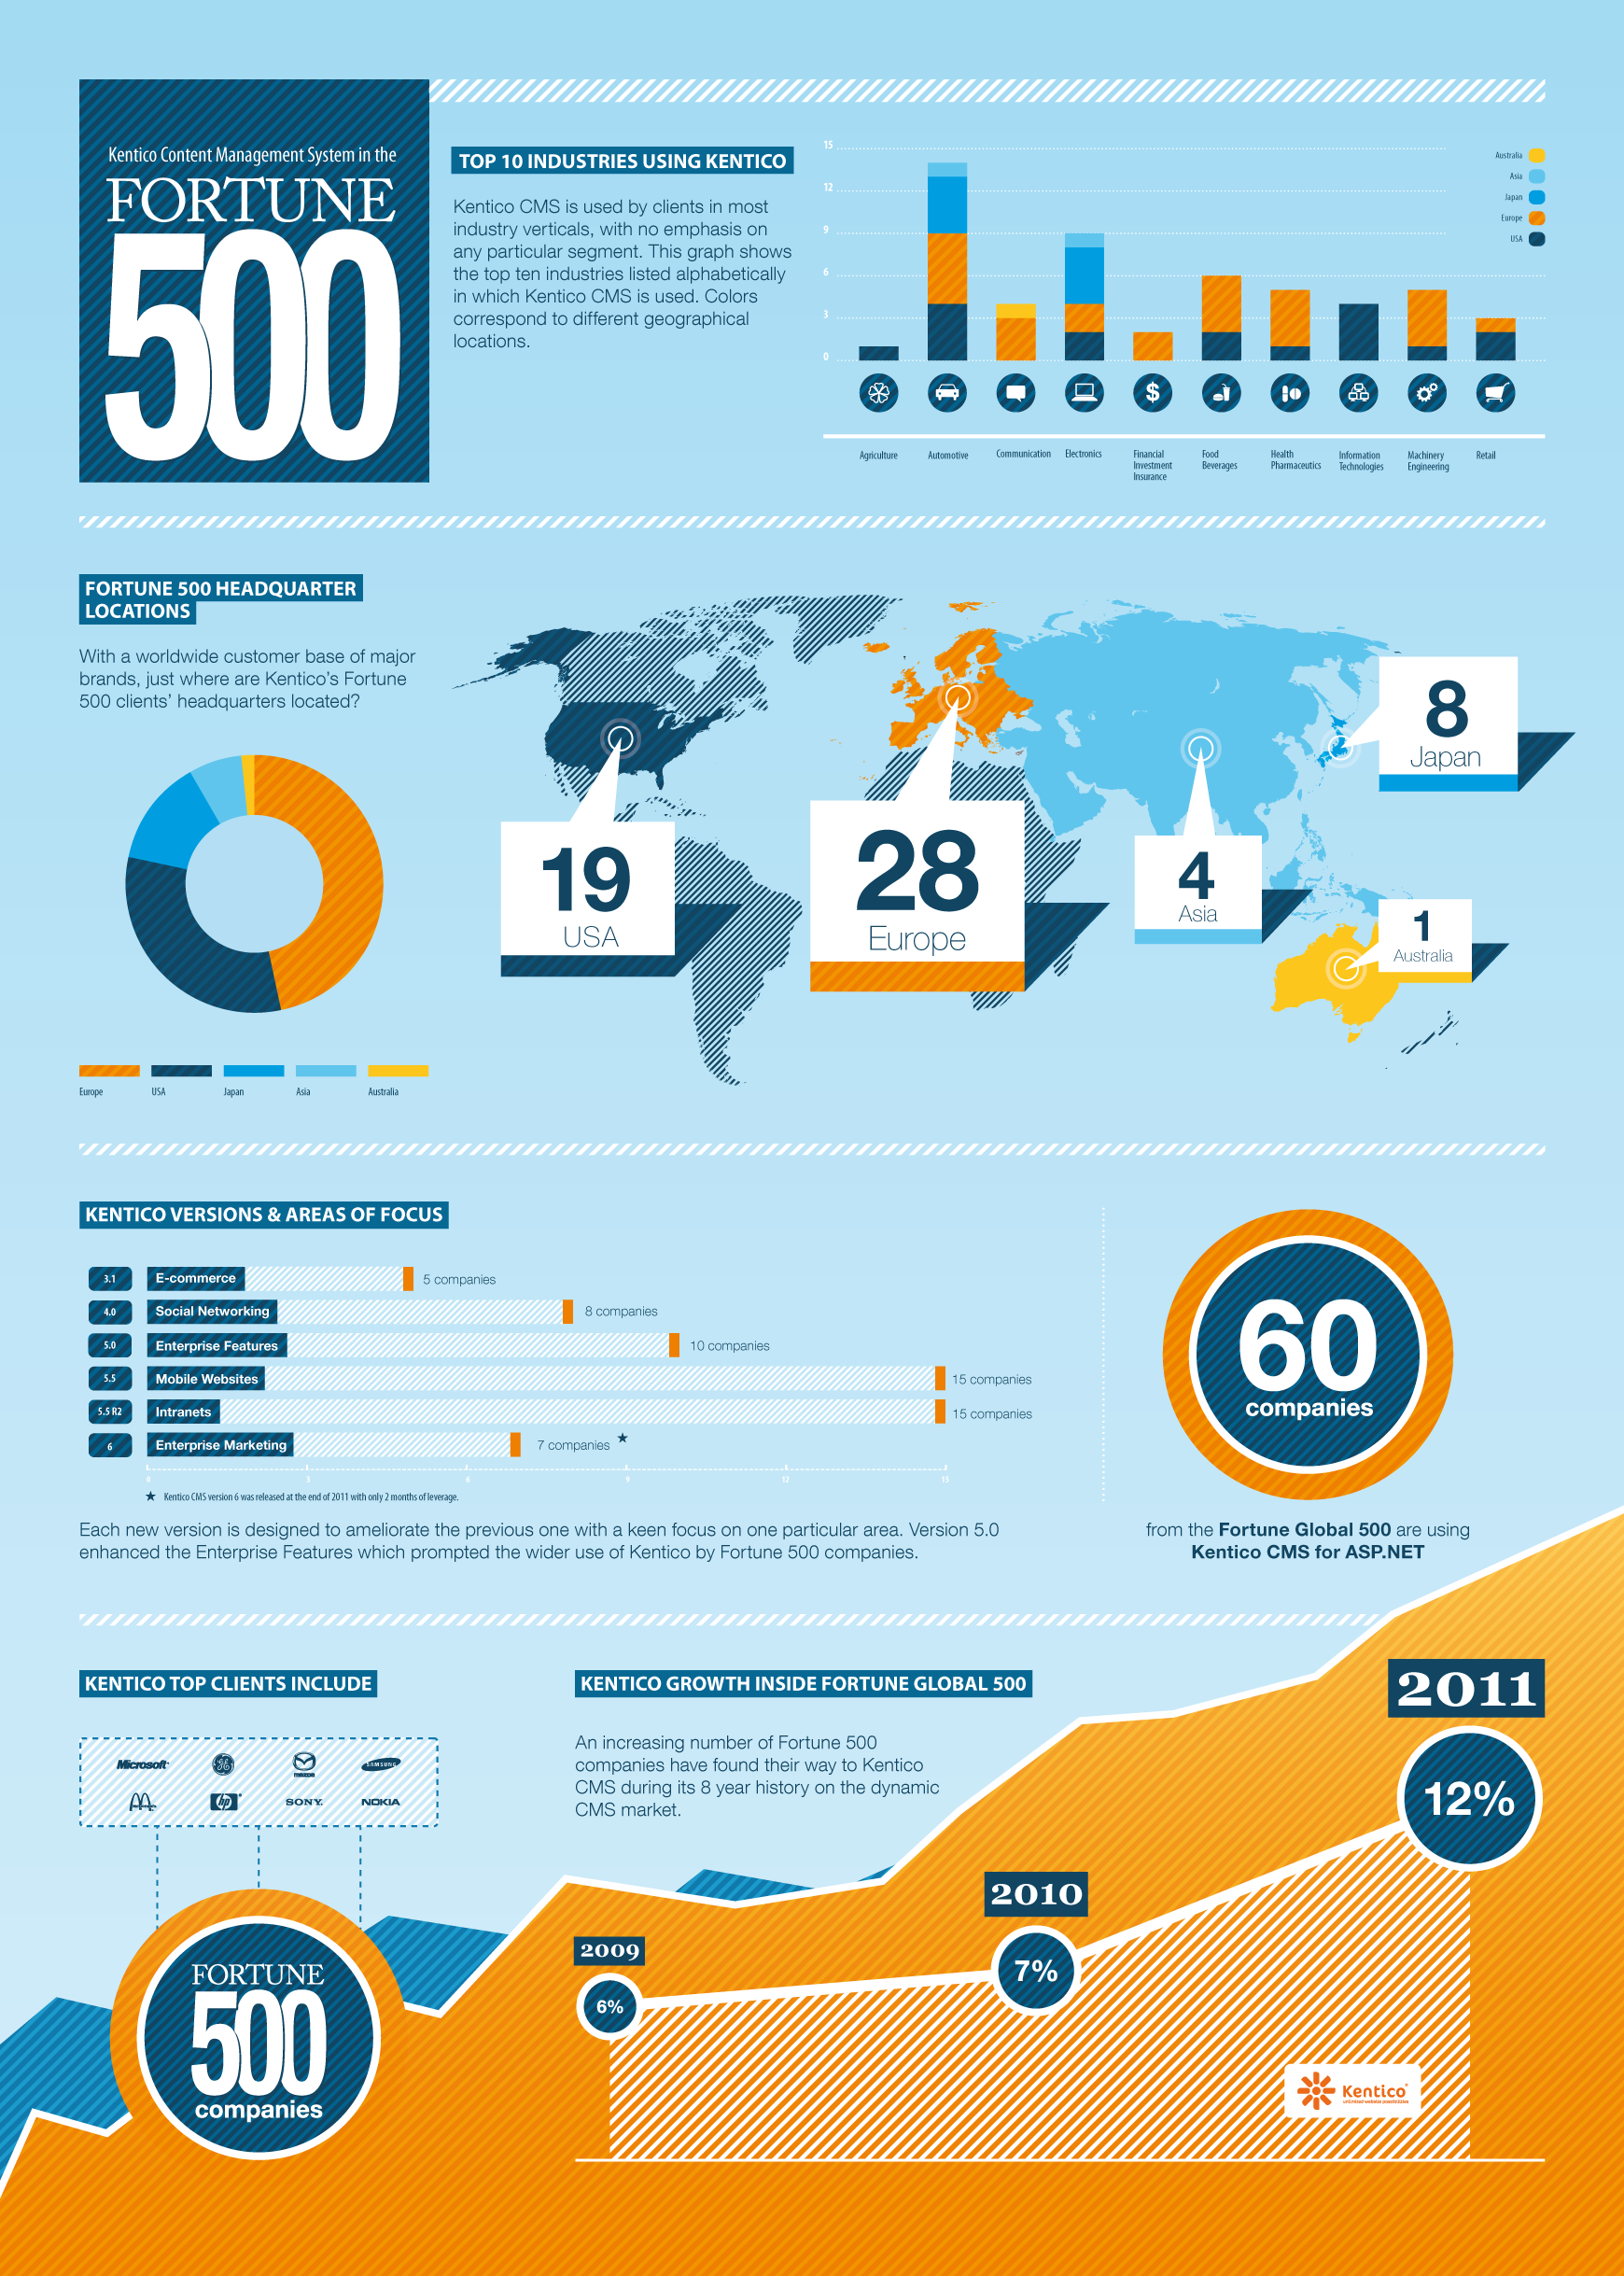 Kentico Content Management System in the
FORTUNE
500
TOP 10 INDUSTRIES USING KENTICO
Kentico CMS is used by clients in most
industry verticals, with no emphasis on
any particular segment. This graph shows
the top ten industries listed alphabetically
in which Kentico CMS is used. Colors
correspond to different geographical
locations.
15
12
9
6
3
0
Australia
Asia
Japan
Europe
USA
$
Agriculture
Automotive
Communication
Electronics
Financial
Investment
Insurance
Food
Beverages
Health
Pharmaceutics
Information
Technologies
Machinery
Engineering
Retail
FORTUNE 500 HEADQUARTER
LOCATIONS
With a worldwide customer base of major
brands, just where are Kentico's Fortune
500 clients' headquarters located?
Europe
USA
Japan
Asia
Australia
19
USA
28
Europe
4
Asia
8
Japan
1
Australia
KENTICO VERSIONS & AREAS OF FOCUS
3.1 E-commerce 5 companies
4.0 Social Networking 8 companies
5.0 Enterprise Features 10 companies
5.5 Mobile Websites 15 companies
5.5 R2 Intranets 15 companies
6 Enterprise Marketing 7 companies ★
0 3 6 9 12 15
★ Kentico CMS version 6 was released at the end of 2011 with only 2 months of leverage.
Each new version is designed to ameliorate the previous one with a keen focus on one particular area. Version 5.0
enhanced the Enterprise Features which prompted the wider use of Kentico by Fortune 500 companies.
60
companies
from the Fortune Global 500 are using
Kentico CMS for ASP.NET
KENTICO TOP CLIENTS INCLUDE
Microsoft GE mazda SAMSUNG
McDonald's hp SONY NOKIA
FORTUNE
500
companies
KENTICO GROWTH INSIDE FORTUNE GLOBAL 500
An increasing number of Fortune 500
companies have found their way to Kentico
CMS during its 8 year history on the dynamic
CMS market.
2009
6%
2010
7%
2011
12%
Kentico
unlimited website possibilities